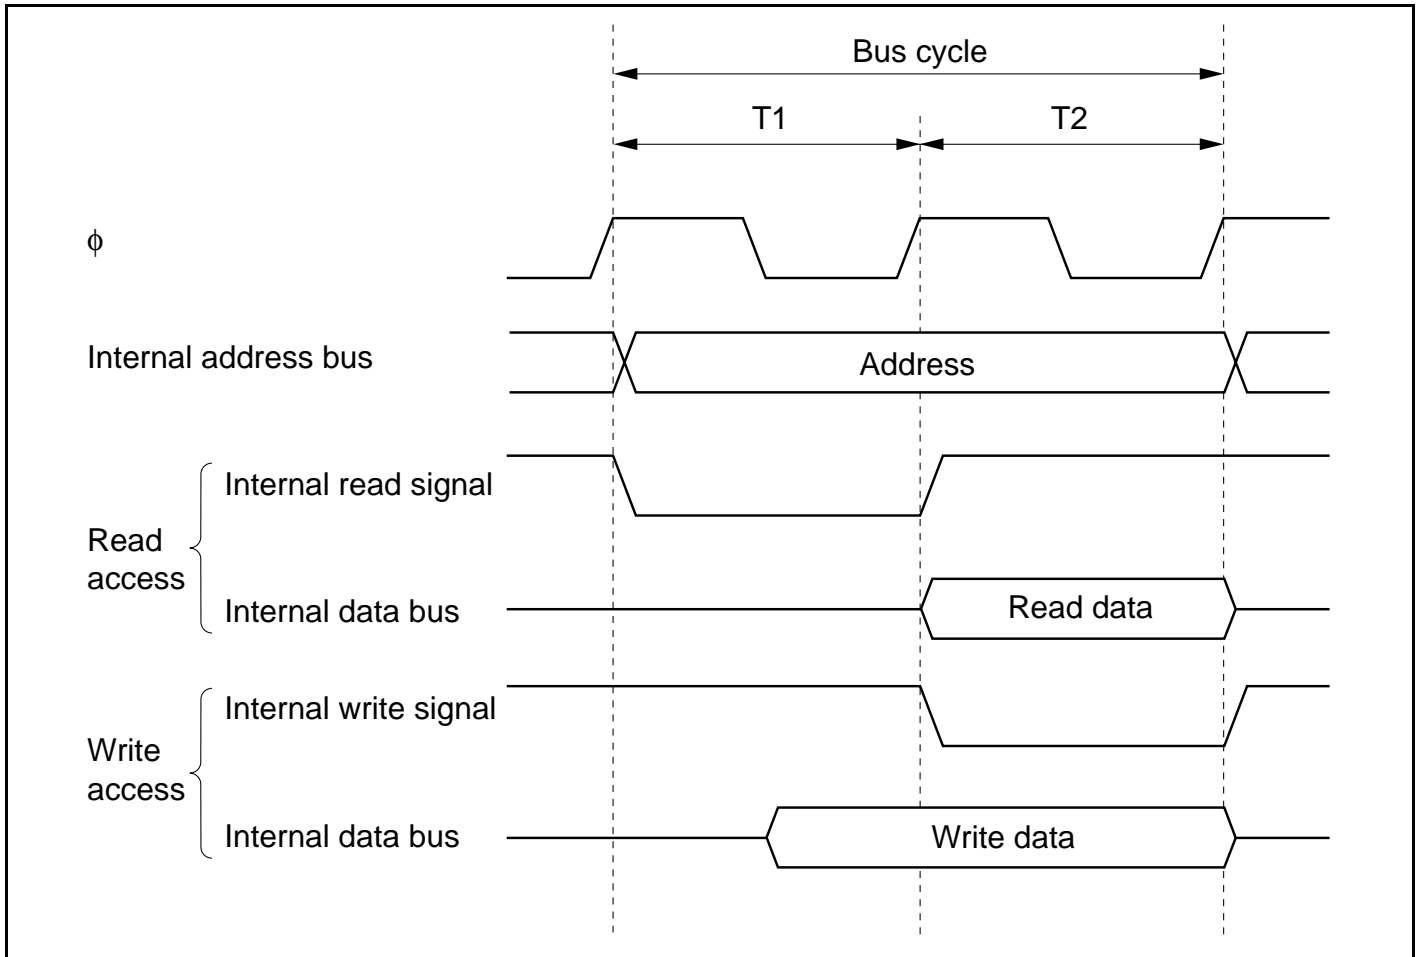 Bus cycle
T1
T2
ϕ
Internal address bus
Address
Read
access
Internal read signal
Internal data bus
Read data
Write
access
Internal write signal
Internal data bus
Write data